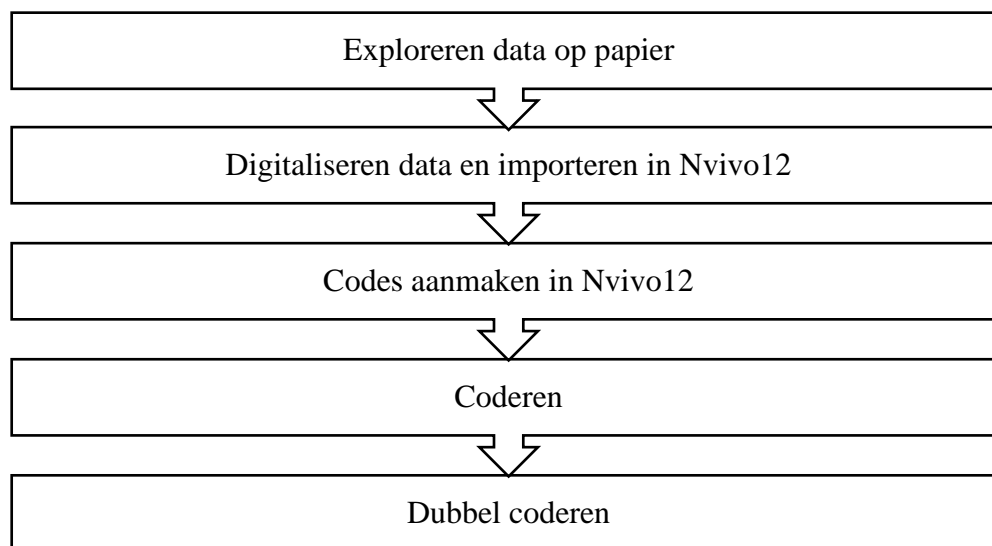 Exploreren data op papier
Digitaliseren data en importeren in Nvivo12
Codes aanmaken in Nvivo12
Coderen
Dubbel coderen